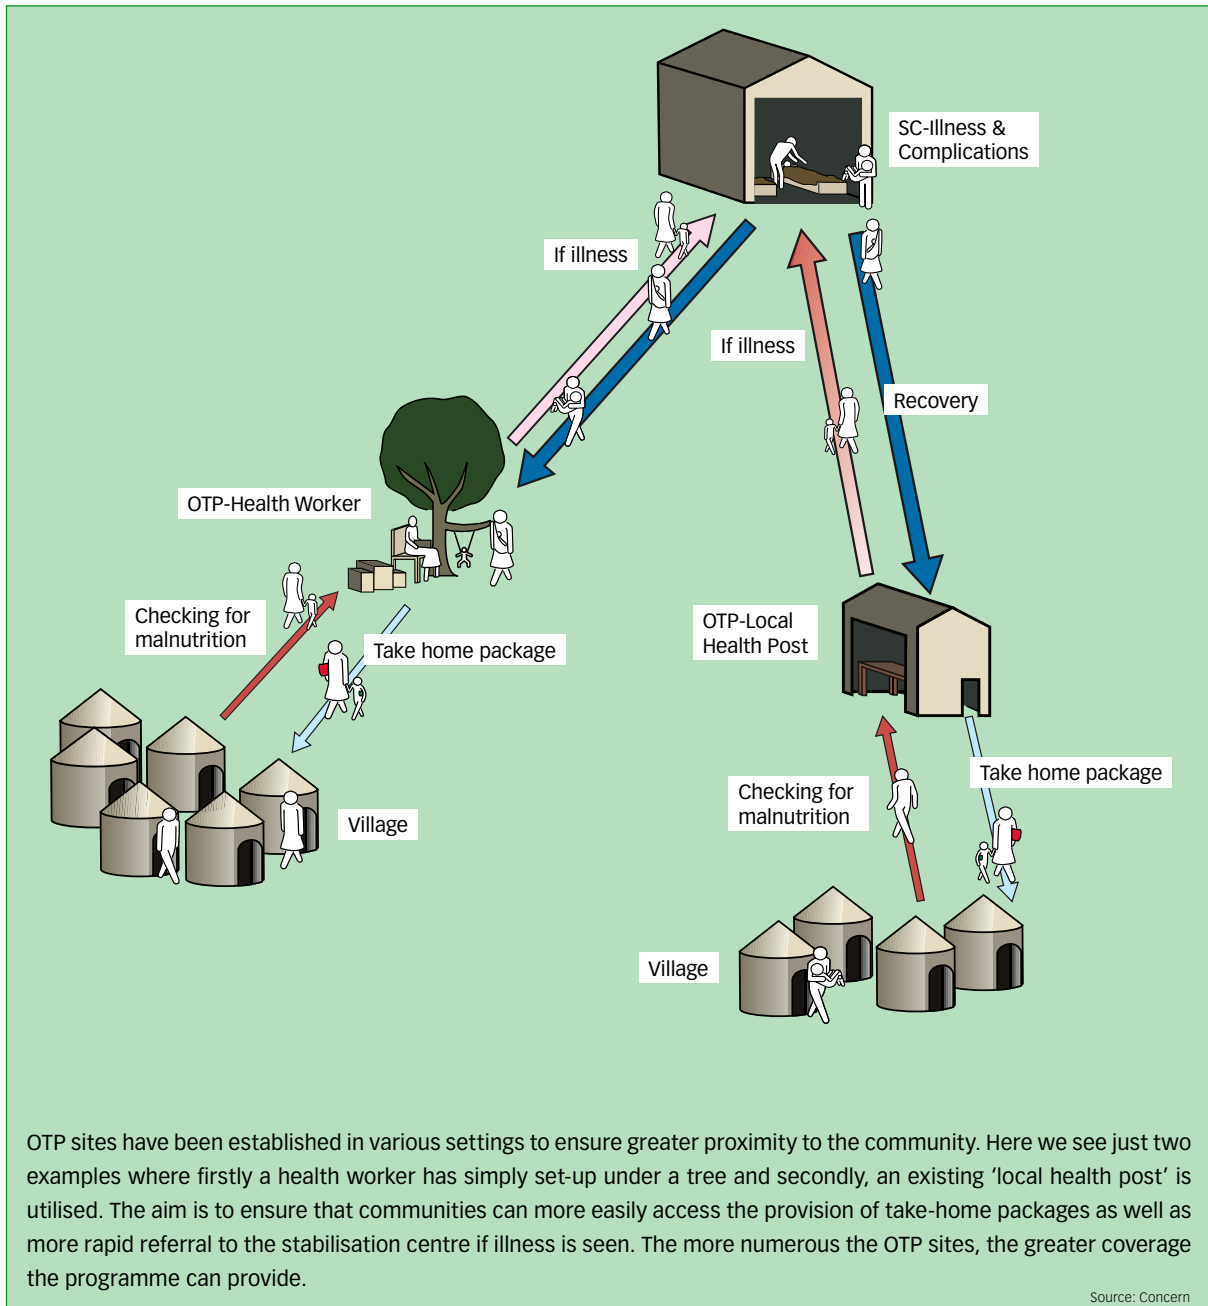 SC-Illness &
Complications
If illness
If illness
Recovery
OTP-Health Worker
Checking for
malnutrition
Take home package
OTP-Local
Health Post
Village
Checking for
malnutrition
Take home package
Village
OTP sites have been established in various settings to ensure greater proximity to the community. Here we see just two
examples where firstly a health worker has simply set-up under a tree and secondly, an existing ‘local health post’ is
utilised. The aim is to ensure that communities can more easily access the provision of take-home packages as well as
more rapid referral to the stabilisation centre if illness is seen. The more numerous the OTP sites, the greater coverage
the programme can provide.
Source: Concern